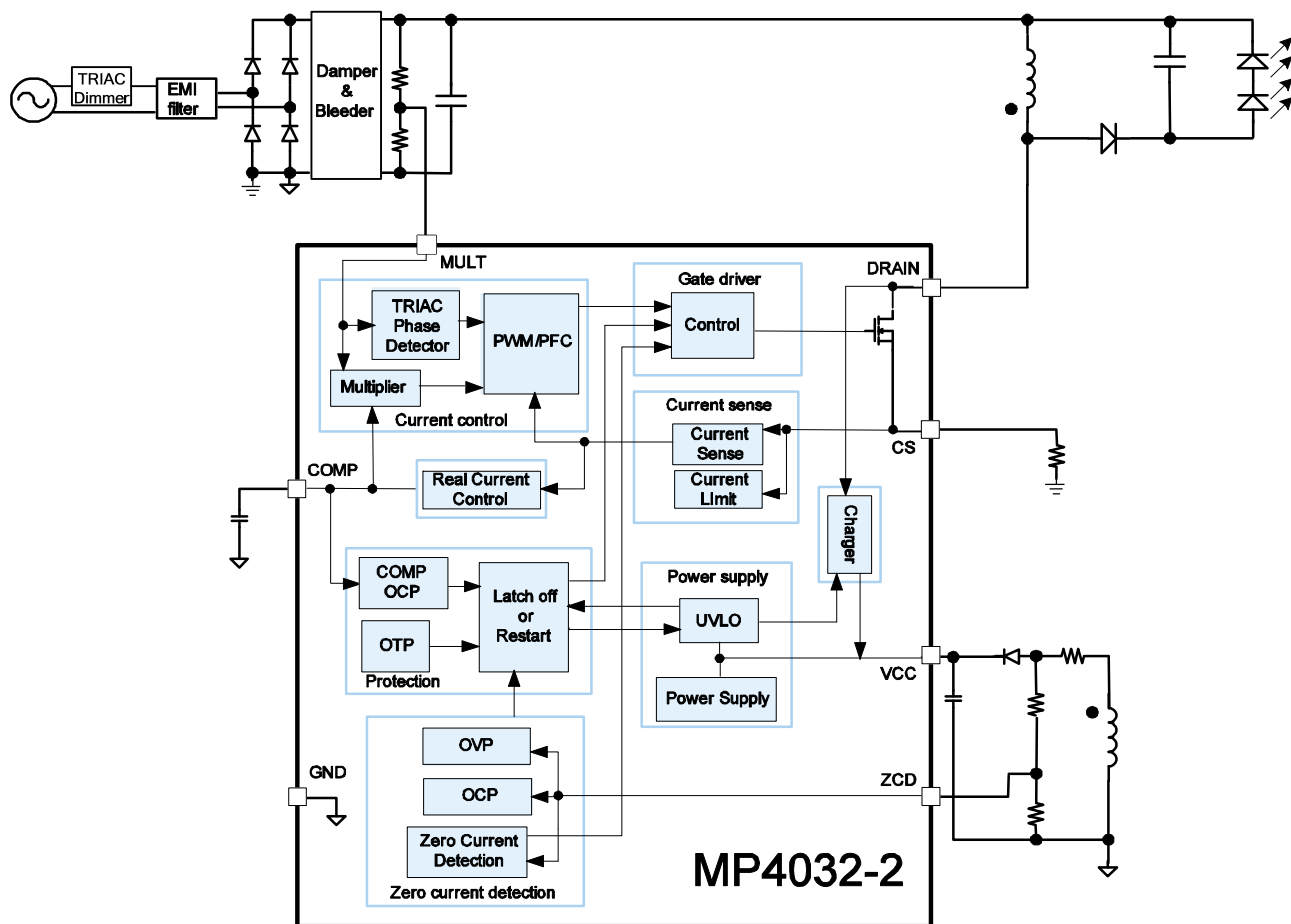 TRIAC
Dimmer
EMI
filter
Damper
&
Bleeder
MULT
DRAIN
Gate driver
TRIAC
Phase
Detector
PWM/PFC
Control
Multiplier
Current control
Current sense
Current
Sense
CS
COMP
Real Current
Control
Current
LImit
Charger
COMP
OCP
Latch off
or
Restart
Power supply
UVLO
OTP
Protection
VCC
Power Supply
OVP
GND
ZCD
OCP
Zero Current
Detection
Zero current detection
MP4032-2